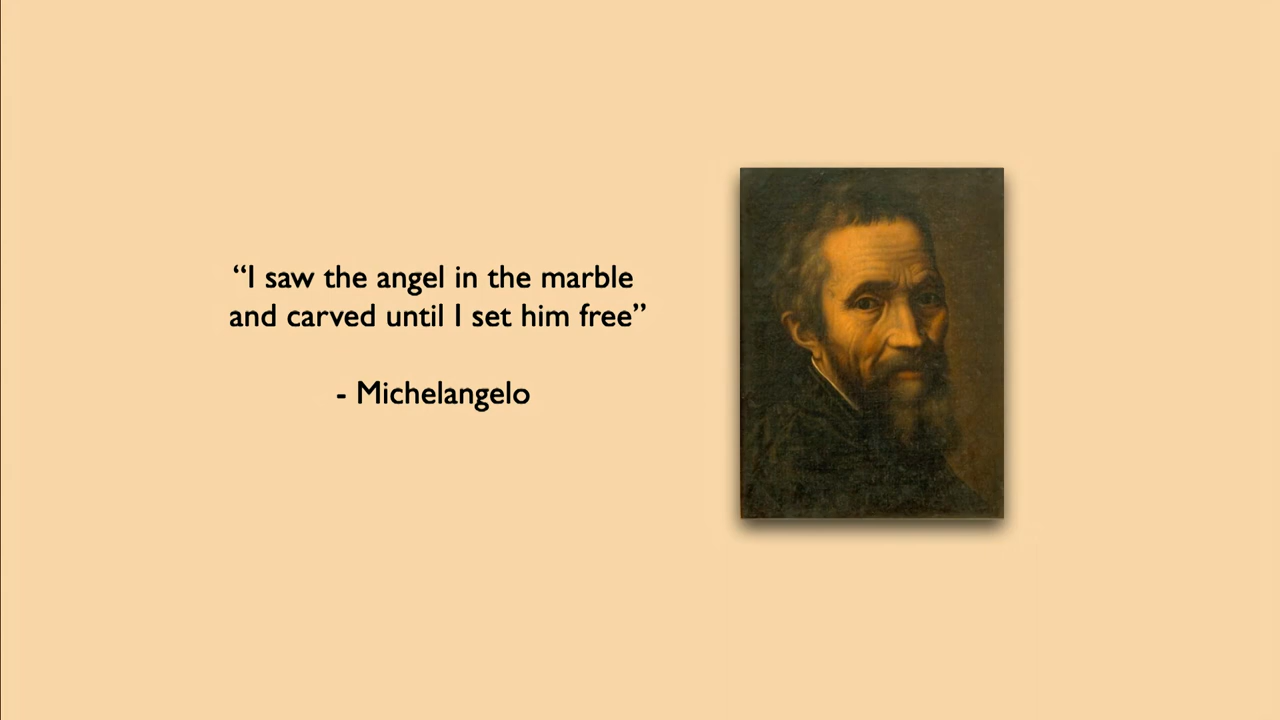 “I saw the angel in the marble
and carved until I set him free”
- Michelangelo